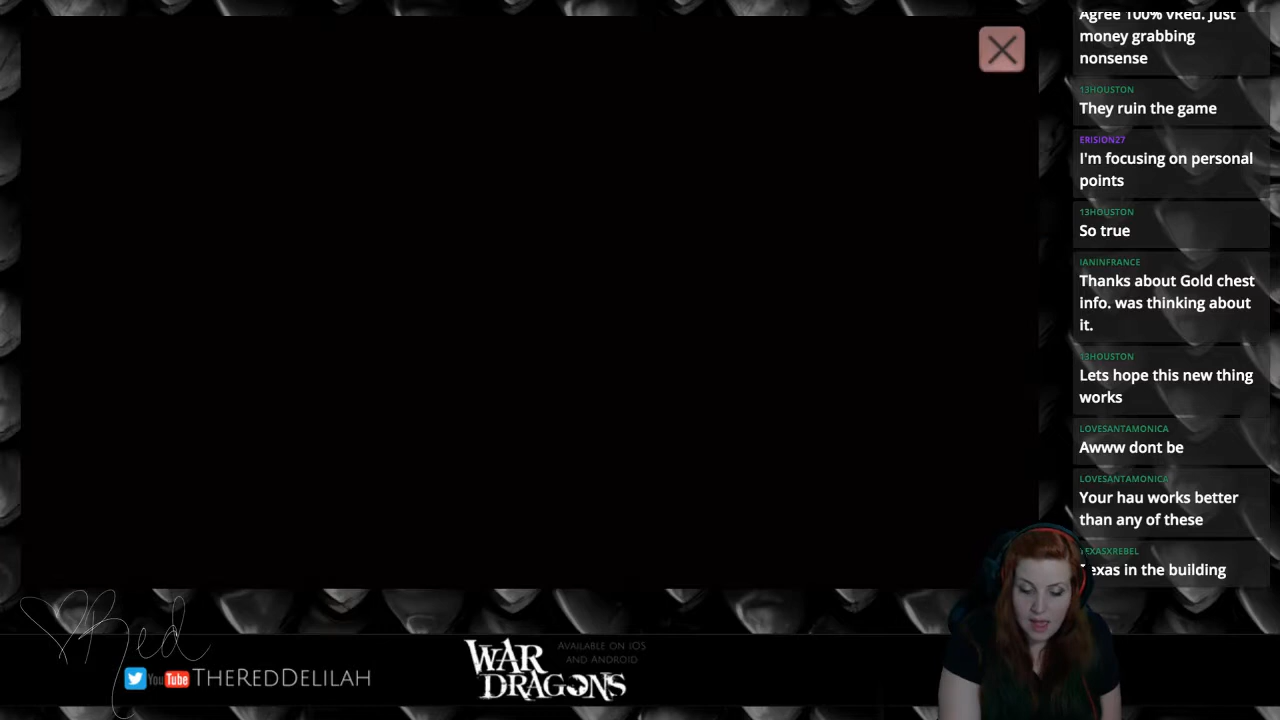 Agree 100% vRed. Just
money grabbing
nonsense
13HOUSTON
They ruin the game
ERISION27
I'm focusing on personal
points
13HOUSTON
So true
IANINFRANCE
Thanks about Gold chest
info. was thinking about
it.
13HOUSTON
Lets hope this new thing
works
LOVESANTAMONICA
Awww dont be
LOVESANTAMONICA
Your hau works better
than any of these
TEXASXREBEL
Texas in the building
Red
YouTube THEREDDELILAH
WAR
DRAGONS
AVAILABLE ON IOS
AND ANDROID